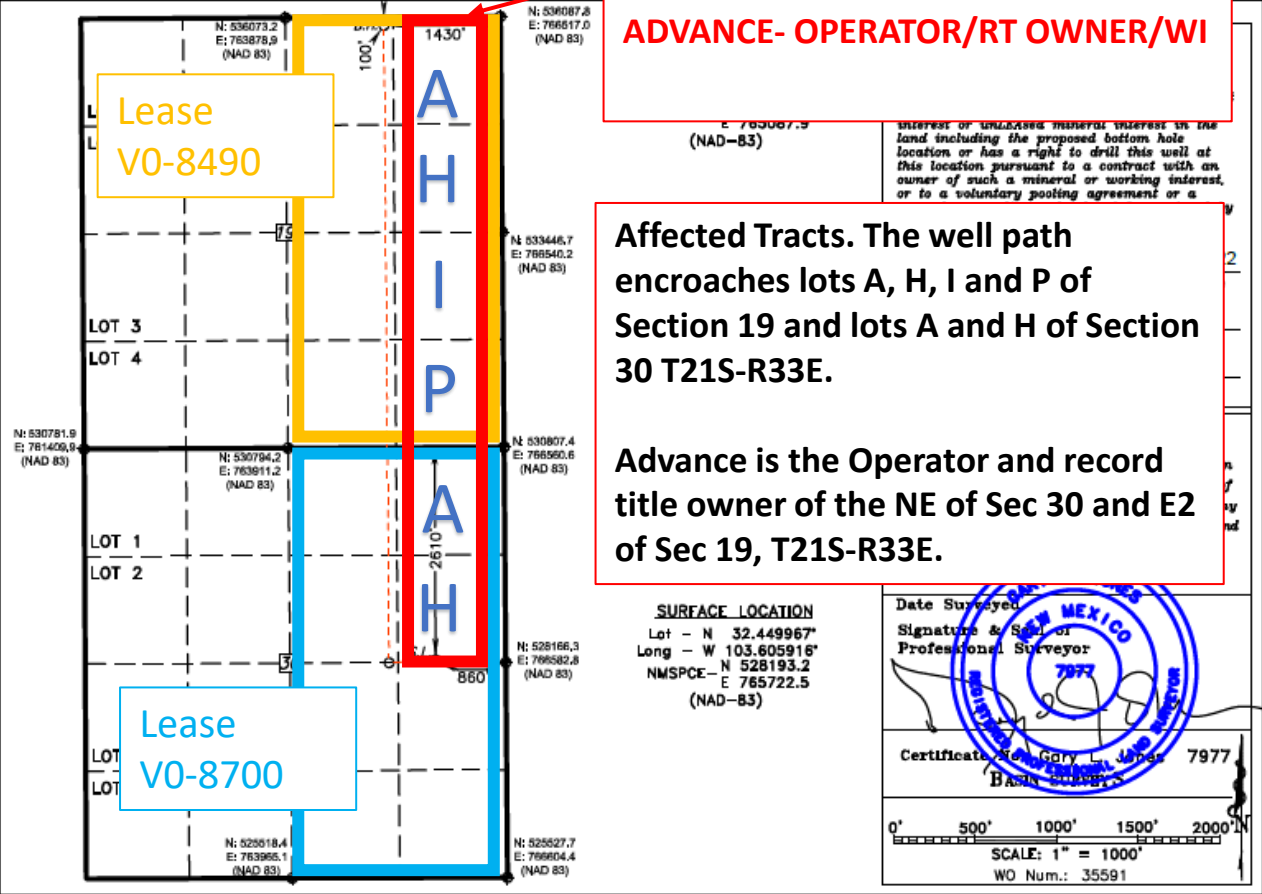 N: 536073.2
E: 763878.9
(NAD 83)
1430'
100'
N: 536087.8
E: 766517.0
(NAD 83)
ADVANCE- OPERATOR/RT OWNER/WI
E 765087.9
(NAD-83)
interest or unleased mineral interest in the
land including the proposed bottom hole
location or has a right to drill this well at
this location pursuant to a contract with an
owner of such a mineral or working interest,
or to a voluntary pooling agreement or a
Lease
V0-8490
A
H
I
P
19
N: 533446.7
E: 766540.2
(NAD 83)
LOT 3
LOT 4
Affected Tracts. The well path
encroaches lots A, H, I and P of
Section 19 and lots A and H of Section
30 T21S-R33E.
Advance is the Operator and record
title owner of the NE of Sec 30 and E2
of Sec 19, T21S-R33E.
N: 530781.9
E: 761409.9
(NAD 83)
N: 530794.2
E: 763911.2
(NAD 83)
N: 530807.4
E: 766560.6
(NAD 83)
A
H
2610'
LOT 1
LOT 2
860'
N: 528166.3
E: 766582.8
(NAD 83)
SURFACE LOCATION
Lat - N 32.449967°
Long - W 103.605916°
NMSPCE- N 528193.2
E 765722.5
(NAD-83)
Date Surveyed
Signature & Seal of
Professional Surveyor
NEW MEXICO
7977
REGISTERED PROFESSIONAL LAND SURVEYOR
Certificate No. Gary L. Jones 7977
BASIN SURVEYS
0' 500' 1000' 1500' 2000'
SCALE: 1" = 1000'
WO Num.: 35591
Lease
V0-8700
LOT
LOT
N: 525518.4
E: 763965.1
(NAD 83)
N: 525527.7
E: 766604.4
(NAD 83)